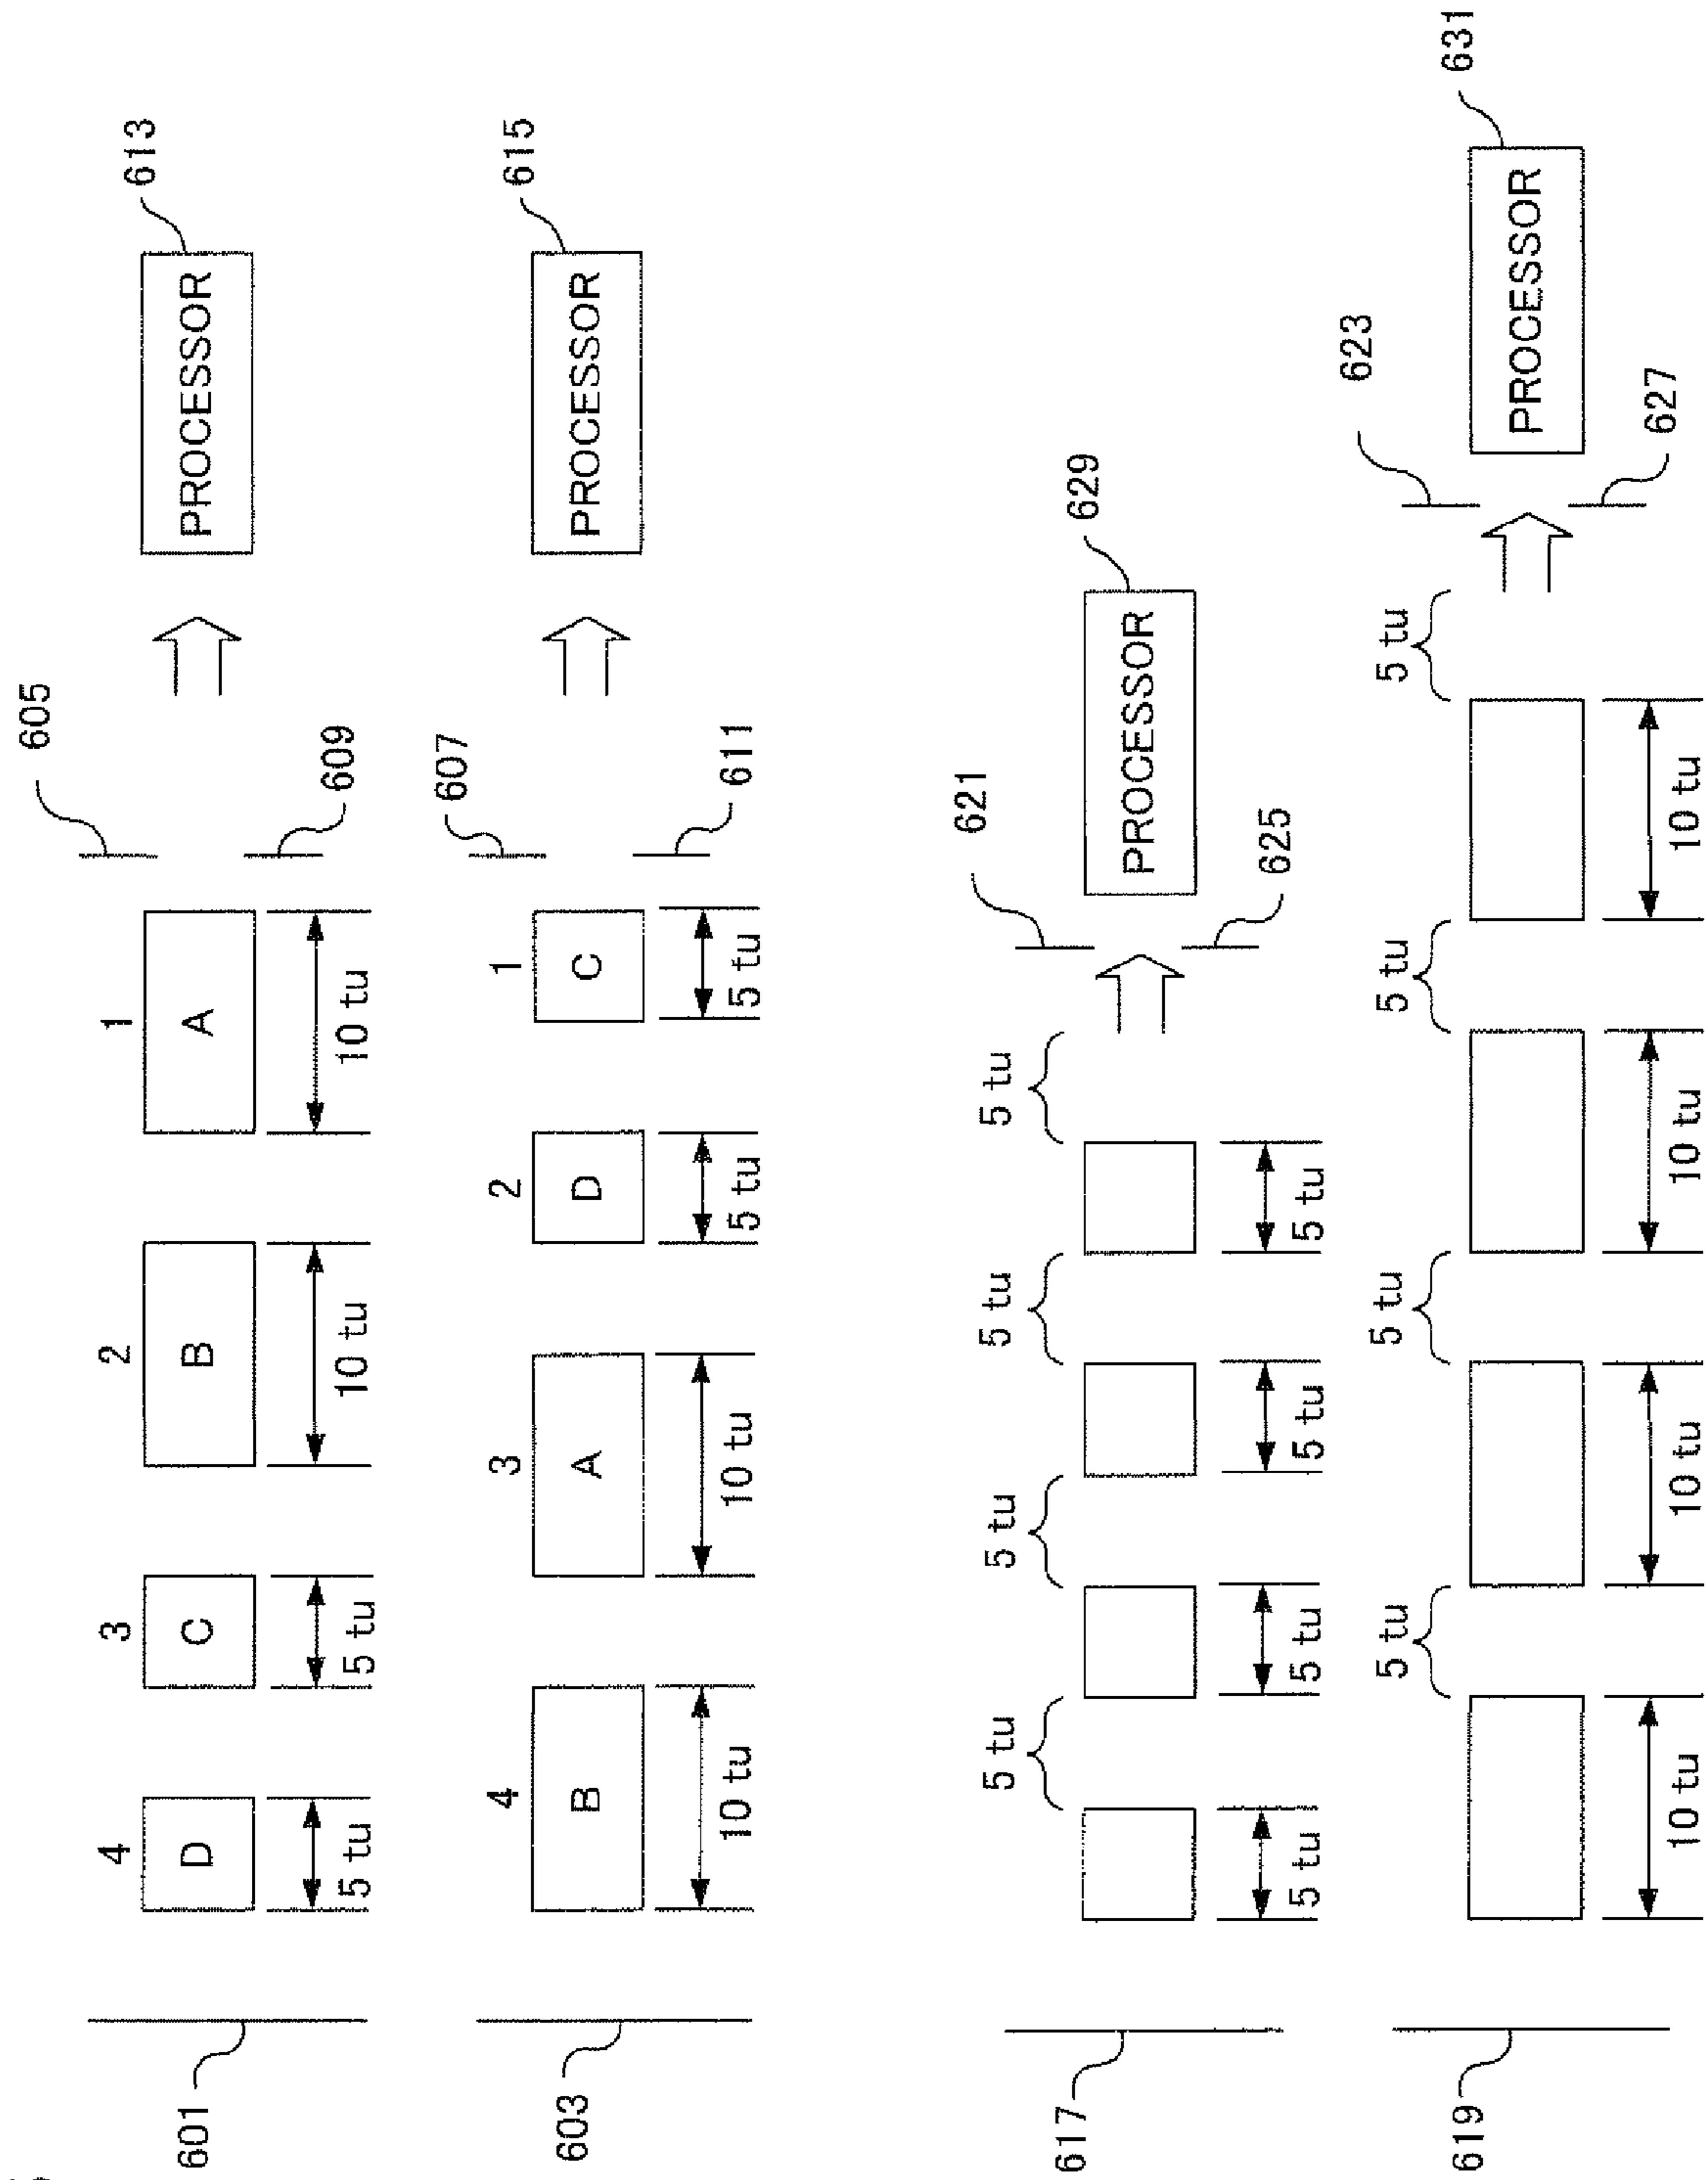 605
4 3 2 1 613
D C B A PROCESSOR
601
5 tu 5 tu 10 tu 10 tu 609
607
4 3 2 1 615
B A D C PROCESSOR
603
10 tu 10 tu 5 tu 5 tu 611
621
5 tu 5 tu 5 tu 5 tu 629
PROCESSOR
617
5 tu 5 tu 5 tu 5 tu 625
623
5 tu 5 tu 5 tu 5 tu 631
PROCESSOR
619
10 tu 10 tu 10 tu 10 tu 627